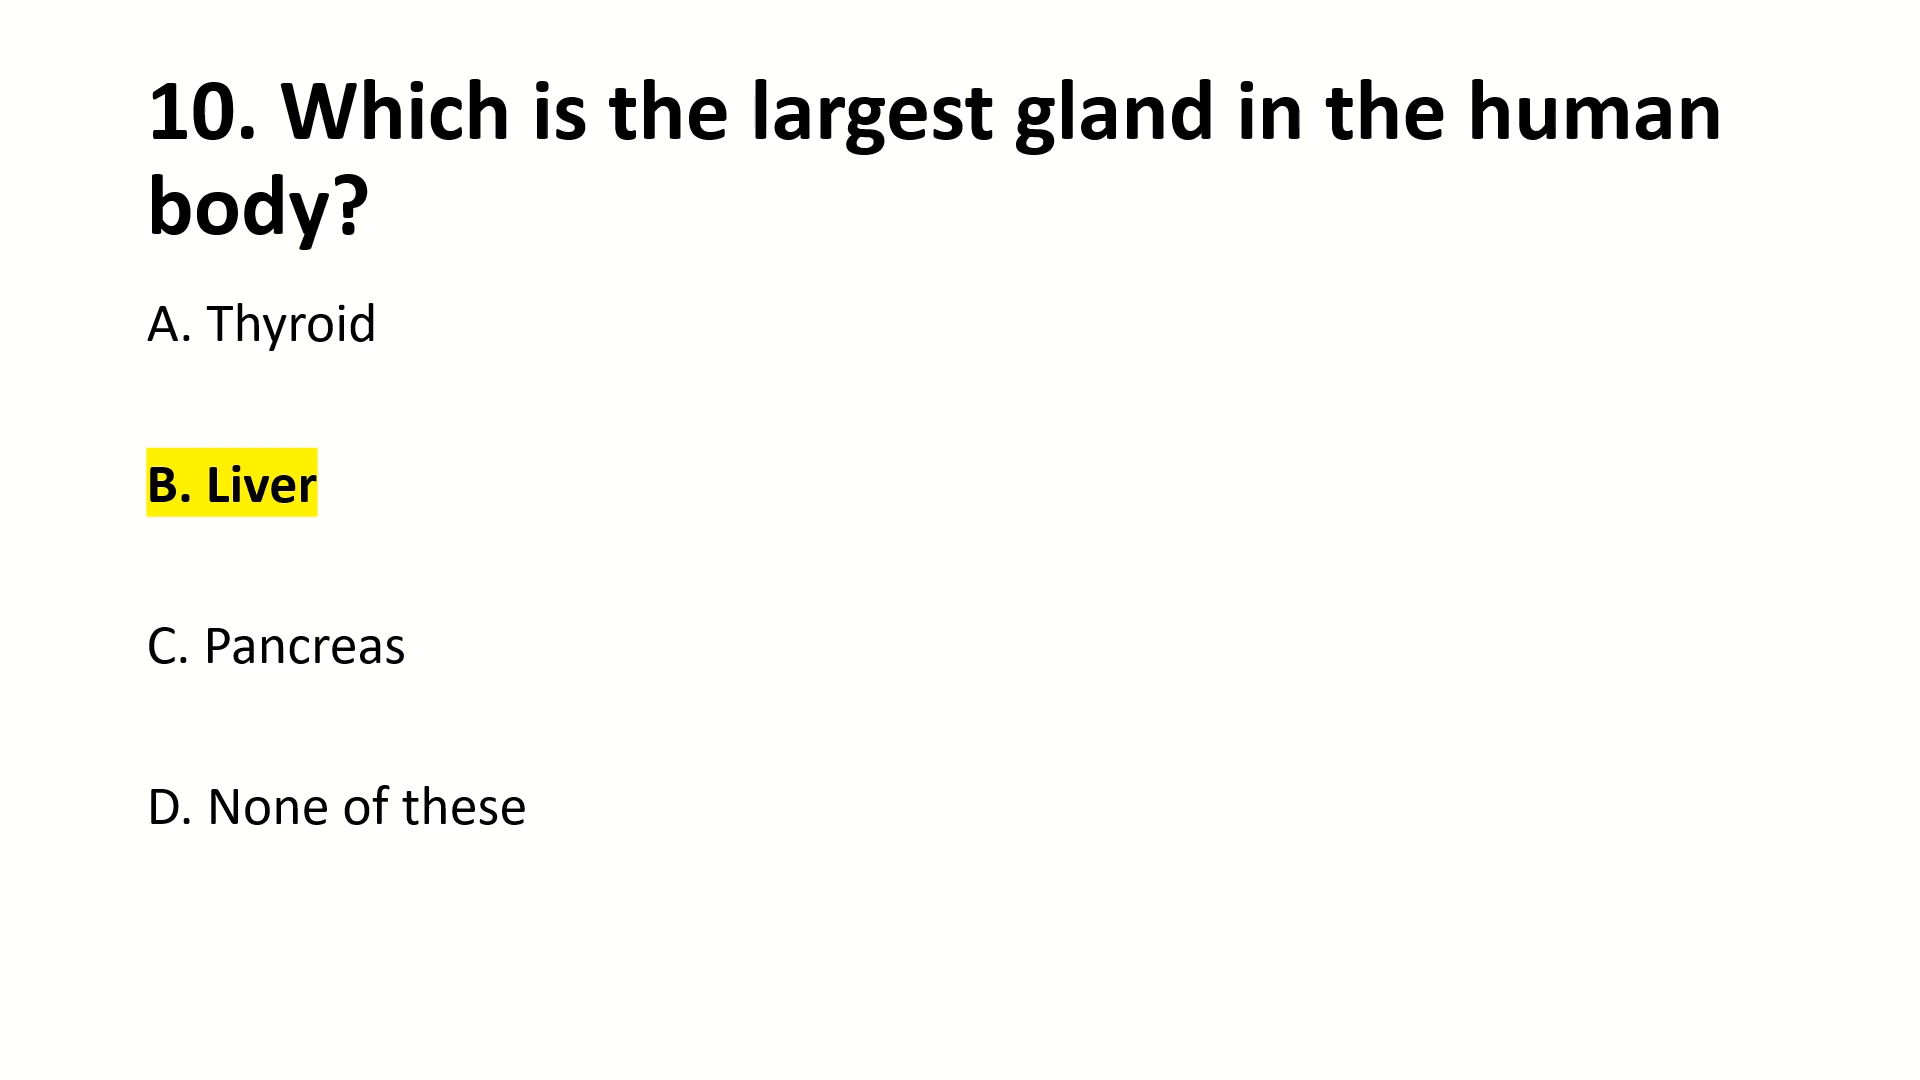 10. Which is the largest gland in the human
body?
A. Thyroid
B. Liver
C. Pancreas
D. None of these